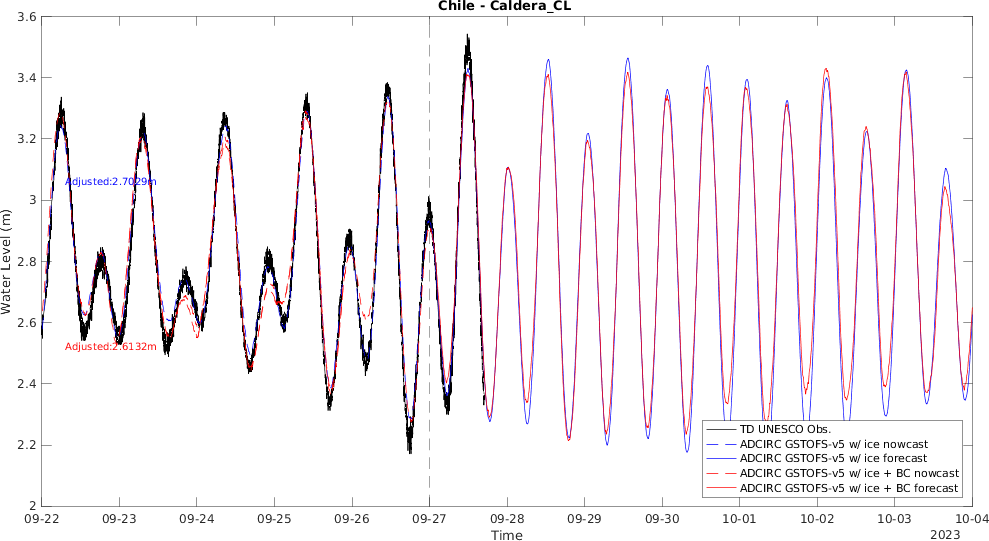 Chile - Caldera_CL
3.6
3.4
3.2
3
2.8
2.6
2.4
2.2
2
Water Level (m)
Adjusted:2.7029m
Adjusted:2.6132m
TD UNESCO Obs.
ADCIRC GSTOFS-v5 w/ ice nowcast
ADCIRC GSTOFS-v5 w/ ice forecast
ADCIRC GSTOFS-v5 w/ ice + BC nowcast
ADCIRC GSTOFS-v5 w/ ice + BC forecast
09-22 09-23 09-24 09-25 09-26 09-27 09-28 09-29 09-30 10-01 10-02 10-03 10-04
Time
2023